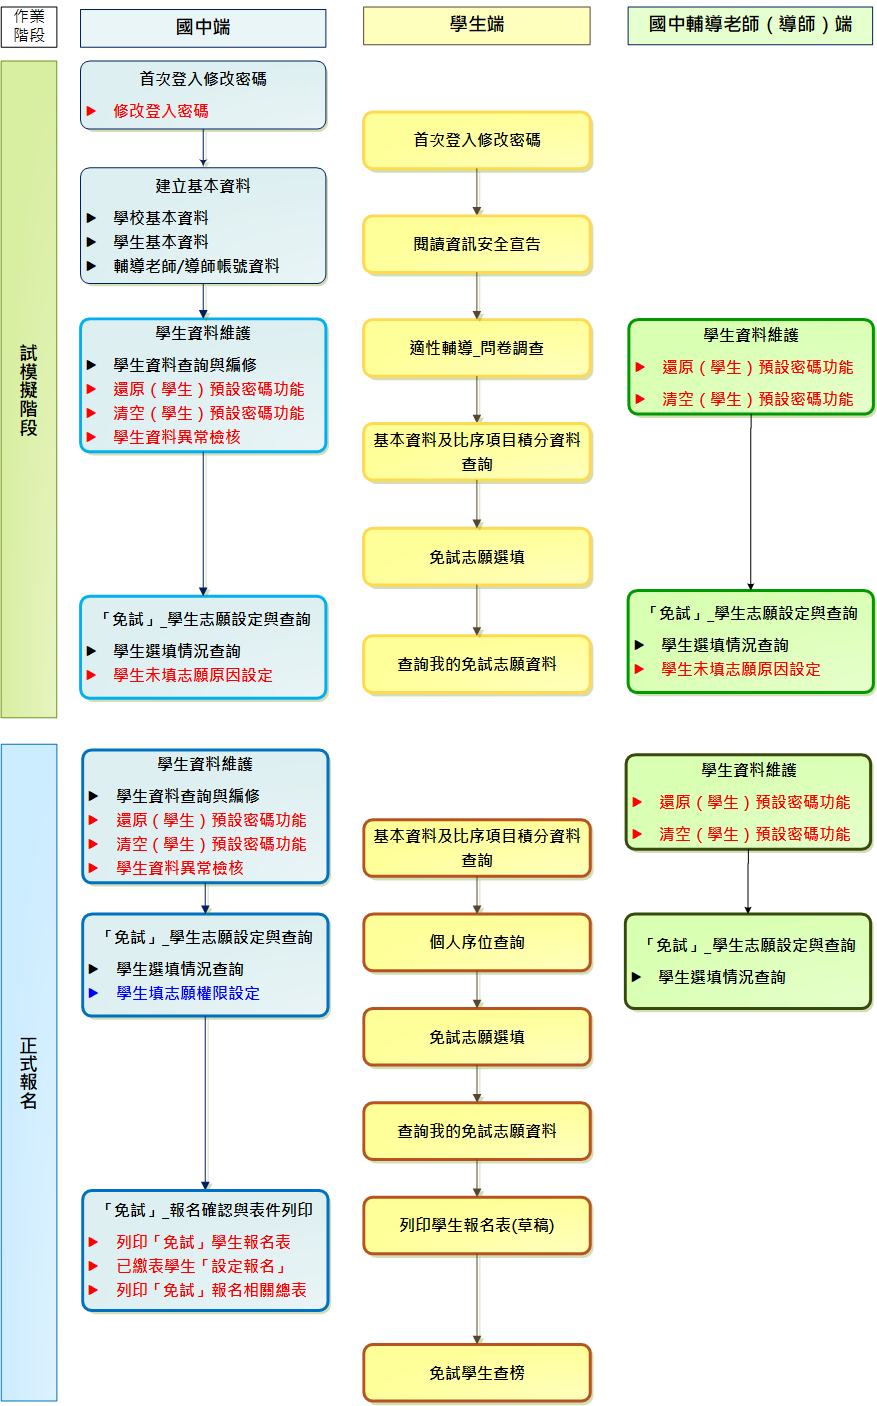 作業
階段
國中端
學生端
國中輔導老師（導師）端
試模擬階段
首次登入修改密碼
▶ 修改登入密碼
建立基本資料
▶ 學校基本資料
▶ 學生基本資料
▶ 輔導老師/導師帳號資料
學生資料維護
▶ 學生資料查詢與編修
▶ 還原（學生）預設密碼功能
▶ 清空（學生）預設密碼功能
▶ 學生資料異常檢核
「免試」_學生志願設定與查詢
▶ 學生選填情況查詢
▶ 學生未填志願原因設定
首次登入修改密碼
閱讀資訊安全宣告
適性輔導_問卷調查
基本資料及比序項目積分資料
查詢
免試志願選填
查詢我的免試志願資料
學生資料維護
▶ 還原（學生）預設密碼功能
▶ 清空（學生）預設密碼功能
「免試」_學生志願設定與查詢
▶ 學生選填情況查詢
▶ 學生未填志願原因設定
正式報名
學生資料維護
▶ 學生資料查詢與編修
▶ 還原（學生）預設密碼功能
▶ 清空（學生）預設密碼功能
▶ 學生資料異常檢核
「免試」_學生志願設定與查詢
▶ 學生選填情況查詢
▶ 學生填志願權限設定
「免試」_報名確認與表件列印
▶ 列印「免試」學生報名表
▶ 已繳表學生「設定報名」
▶ 列印「免試」報名相關總表
基本資料及比序項目積分資料
查詢
個人序位查詢
免試志願選填
查詢我的免試志願資料
列印學生報名表(草稿)
免試學生查榜
學生資料維護
▶ 還原（學生）預設密碼功能
▶ 清空（學生）預設密碼功能
「免試」_學生志願設定與查詢
▶ 學生選填情況查詢